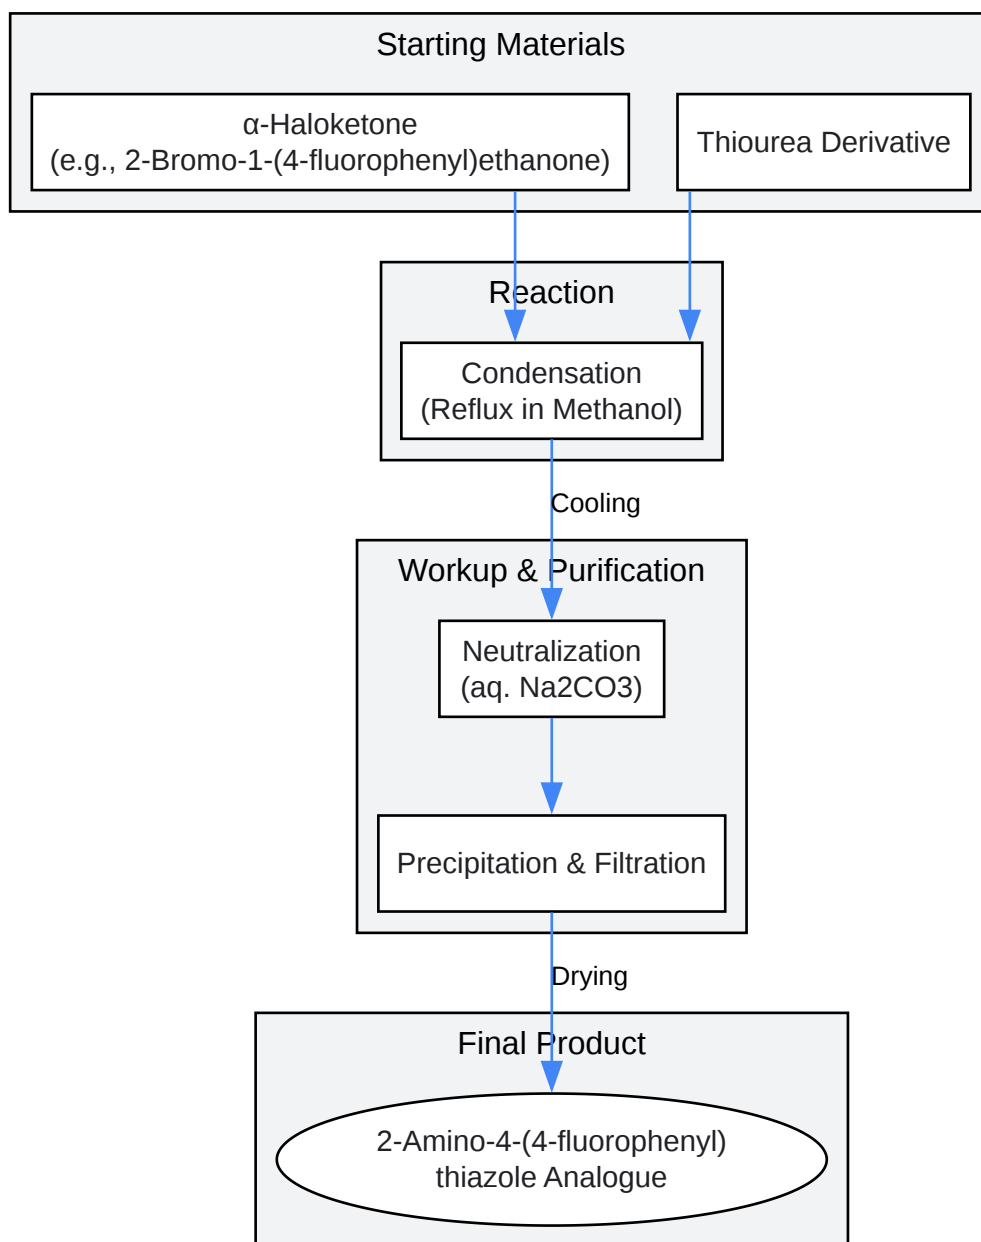 Starting Materials
α-Haloketone
(e.g., 2-Bromo-1-(4-fluorophenyl)ethanone)
Thiourea Derivative
Reaction
Condensation
(Reflux in Methanol)
Cooling
Workup & Purification
Neutralization
(aq. Na2CO3)
Precipitation & Filtration
Drying
Final Product
2-Amino-4-(4-fluorophenyl)
thiazole Analogue